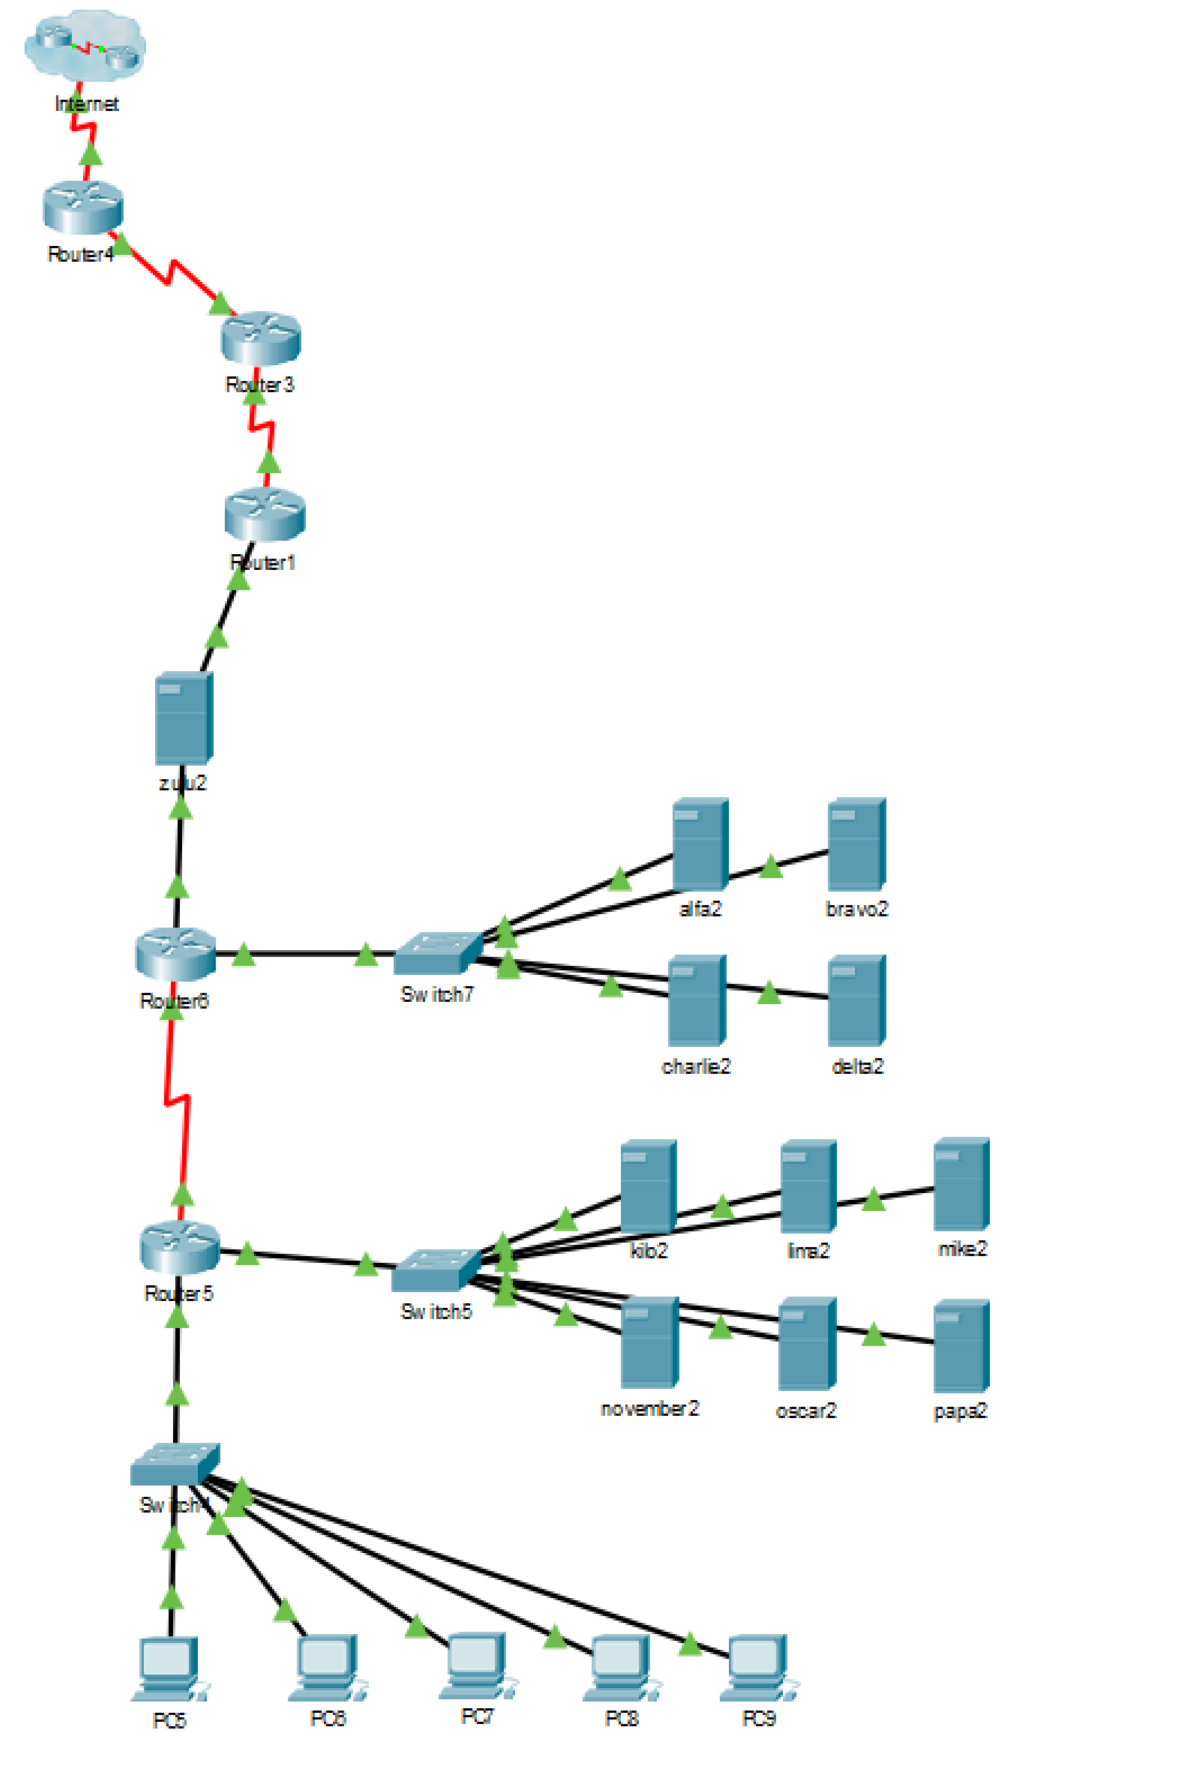 Internet
Router4
Router3
Router1
zulu2
alfa2
bravo2
Router6
Switch7
charlie2
delta2
kilo2
lima2
mike2
Router5
Switch5
november2
oscar2
papa2
Switch4
PC5
PC6
PC7
PC8
PC9